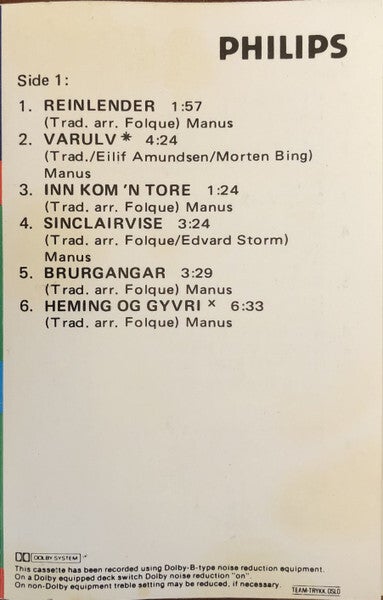 PHILIPS
Side 1:
1. REINLENDER 1:57
(Trad. arr. Folque) Manus
2. VARULV * 4:24
(Trad./Eilif Amundsen/Morten Bing)
Manus
3. INN KOM 'N TORE 1:24
(Trad. arr. Folque) Manus
4. SINCLAIRVISE 3:24
(Trad. arr. Folque/Edvard Storm)
Manus
5. BRURGANGAR 3:29
(Trad. arr. Folque) Manus
6. HEMING OG GYVRI x 6:33
(Trad. arr. Folque) Manus
DOLBY SYSTEM
This cassette has been recorded using Dolby-B-type noise reduction equipment.
On a Dolby equipped deck switch Dolby noise reduction "on".
On non-Dolby equipment treble setting may be reduced, if necessary.
TEAM-TRYKK, OSLO